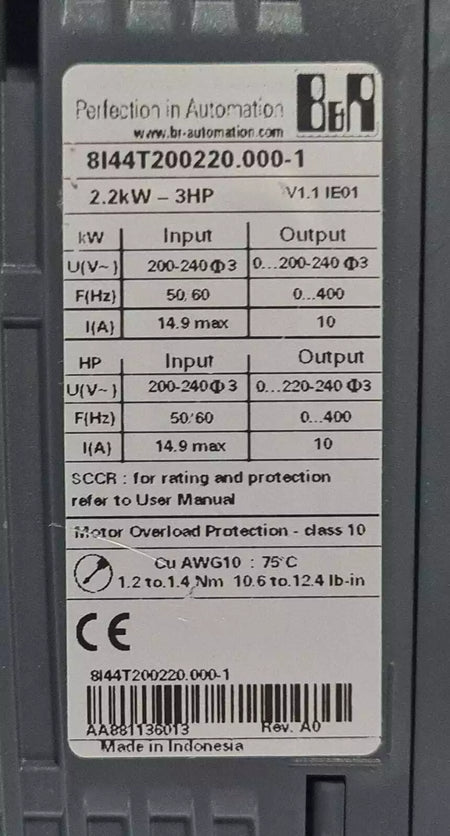 Perfection in Automation
B&R
www.br-automation.com
8I44T200220.000-1
2.2kW – 3HP V1.1 IE01
kW Input Output
U(V~) 200-240Φ3 0...200-240 Φ3
F(Hz) 50, 60 0...400
I(A) 14.9 max 10
HP Input Output
U(V~) 200-240Φ3 0...220-240 Φ3
F(Hz) 50/60 0...400
I(A) 14.9 max 10
SCCR : for rating and protection
refer to User Manual
Motor Overload Protection - class 10
Cu AWG10 : 75°C
1.2 to.1.4 Nm 10.6 to.12.4 lb-in
CE
8I44T200220.000-1
AA881136013 Rev. A0
Made in Indonesia